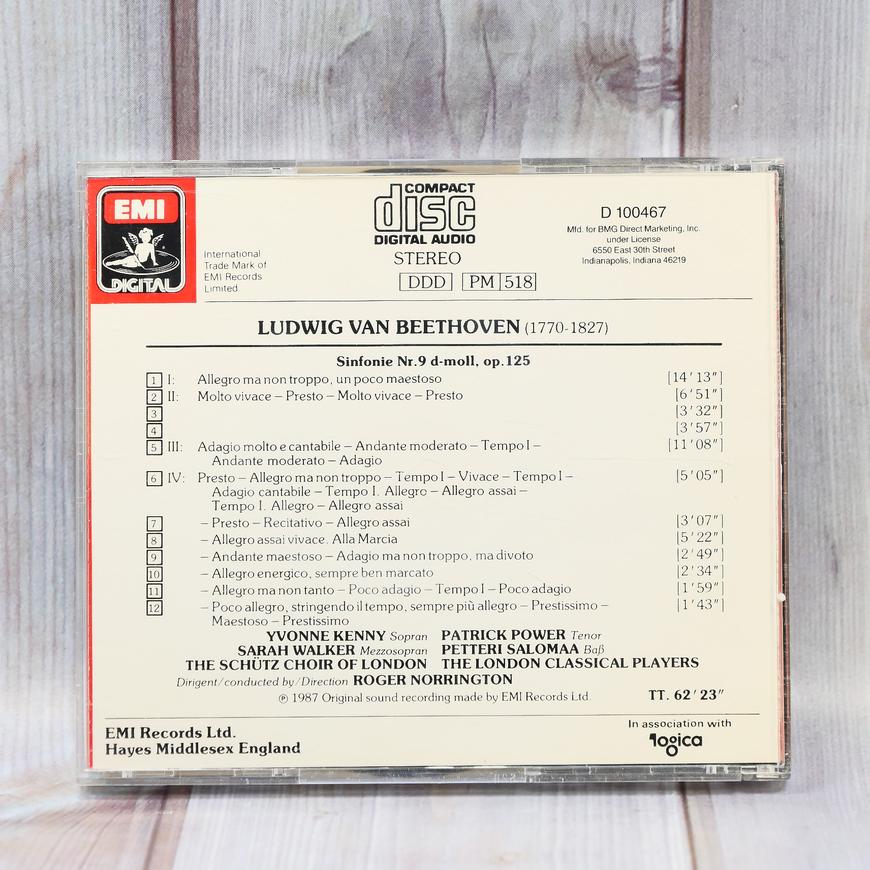 EMI
DIGITAL
International
Trade Mark of
EMI Records
Limited.
COMPACT
disc
DIGITAL AUDIO
STEREO
DDD PM 518
D 100467
Mfd. for BMG Direct Marketing, Inc.
under License
6550 East 30th Street
Indianapolis, Indiana 46219
LUDWIG VAN BEETHOVEN (1770-1827)
Sinfonie Nr.9 d-moll, op.125
1 I: Allegro ma non troppo, un poco maestoso [14′13″]
2 II: Molto vivace – Presto – Molto vivace – Presto [6′51″]
3 [3′32″]
4 [3′57″]
5 III: Adagio molto e cantabile – Andante moderato – Tempo I – [11′08″]
Andante moderato – Adagio
6 IV: Presto – Allegro ma non troppo – Tempo I – Vivace – Tempo I – [5′05″]
Adagio cantabile – Tempo I. Allegro – Allegro assai –
Tempo I. Allegro – Allegro assai
7 – Presto – Recitativo – Allegro assai [3′07″]
8 – Allegro assai vivace. Alla Marcia [5′22″]
9 – Andante maestoso – Adagio ma non troppo, ma divoto [2′49″]
10 – Allegro energico, sempre ben marcato [2′34″]
11 – Allegro ma non tanto – Poco adagio – Tempo I – Poco adagio [1′59″]
12 – Poco allegro, stringendo il tempo, sempre più allegro – Prestissimo – [1′43″]
Maestoso – Prestissimo
YVONNE KENNY Sopran PATRICK POWER Tenor
SARAH WALKER Mezzosopran PETTERI SALOMAA Baß
THE SCHÜTZ CHOIR OF LONDON THE LONDON CLASSICAL PLAYERS
Dirigent/conducted by/Direction ROGER NORRINGTON
℗ 1987 Original sound recording made by EMI Records Ltd. TT. 62′23″
EMI Records Ltd.
Hayes Middlesex England
In association with
logica